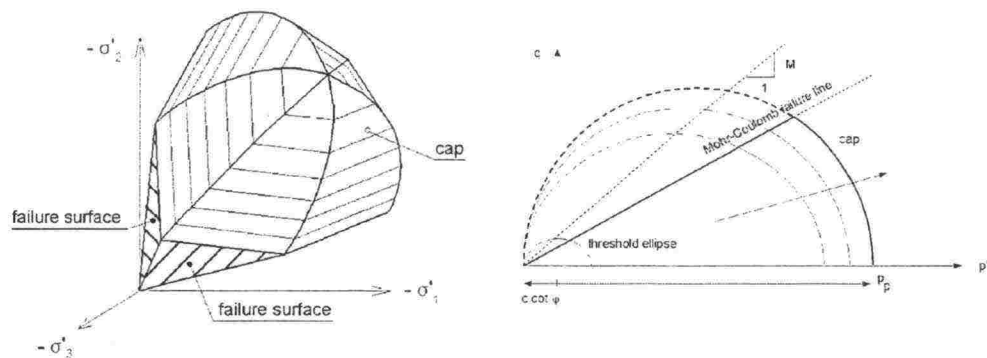 - σ'₂
cap
failure surface
failure surface
- σ'₁
- σ'₃
c
M
1
Mohr-Coulomb failure line
cap
threshold ellipse
p'
Pp
c cot φ